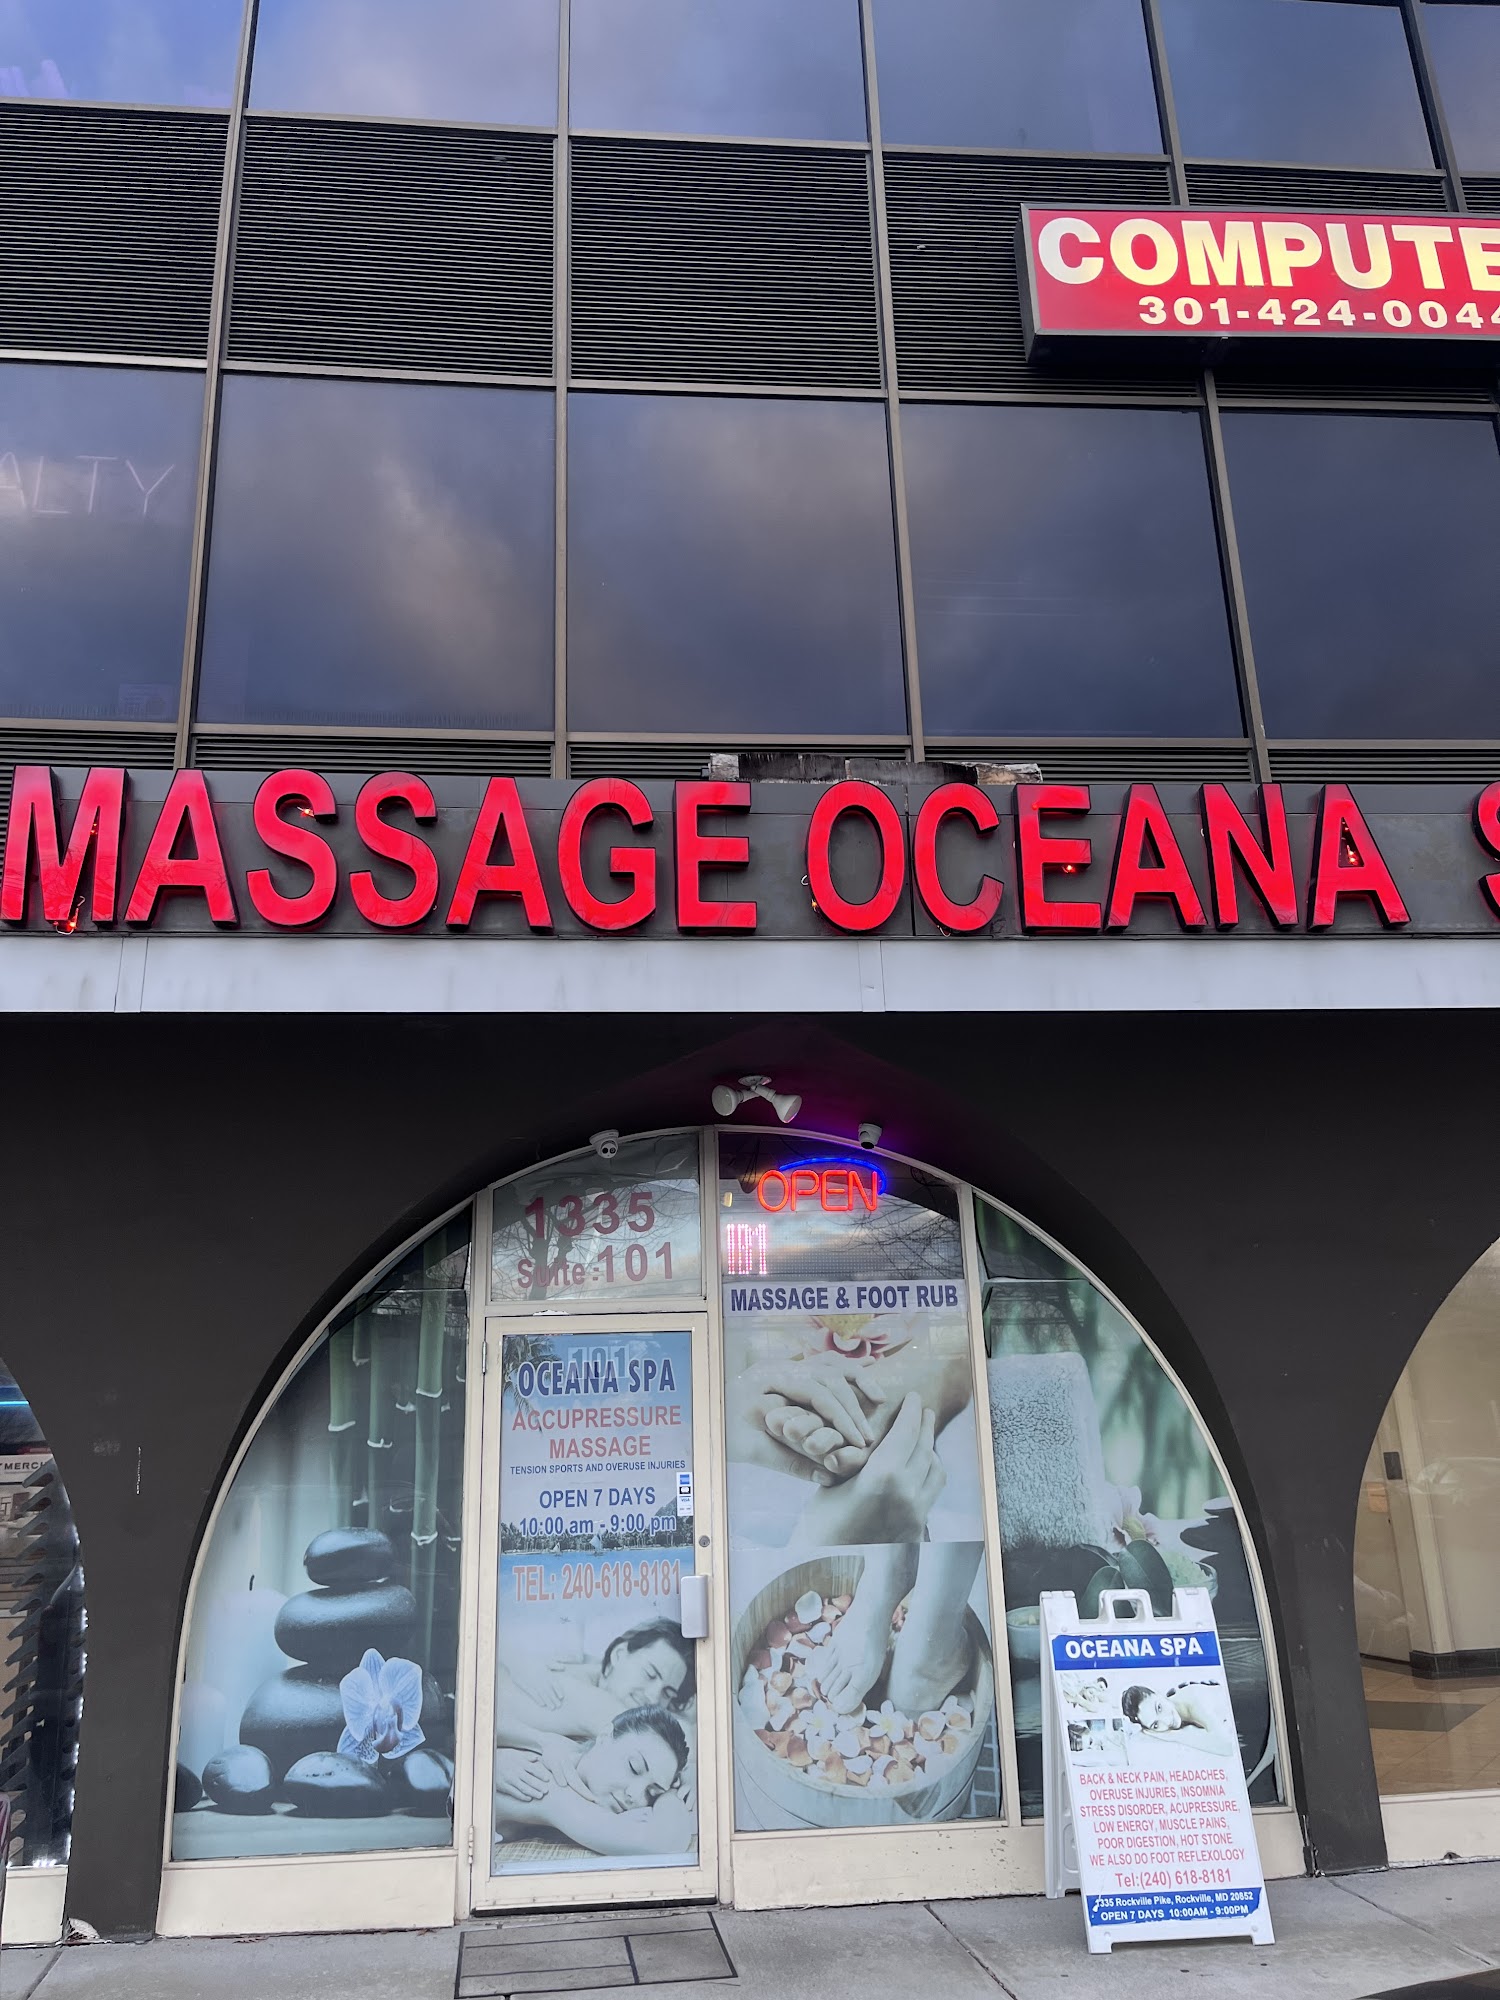 COMPUTE
301-424-0044
ALTY
MASSAGE OCEANA S
OPEN
1335
Suite:101
101
MASSAGE & FOOT RUB
101
OCEANA SPA
ACCUPRESSURE
MASSAGE
TENSION SPORTS AND OVERUSE INJURIES
OPEN 7 DAYS
10:00 am - 9:00 pm
TEL: 240-618-8181
MERCH
OCEANA SPA
BACK & NECK PAIN, HEADACHES,
OVERUSE INJURIES, INSOMNIA
STRESS DISORDER, ACUPRESSURE,
LOW ENERGY, MUSCLE PAINS,
POOR DIGESTION, HOT STONE
WE ALSO DO FOOT REFLEXOLOGY
Tel:(240) 618-8181
1335 Rockville Pike, Rockville, MD 20852
OPEN 7 DAYS 10:00AM - 9:00PM